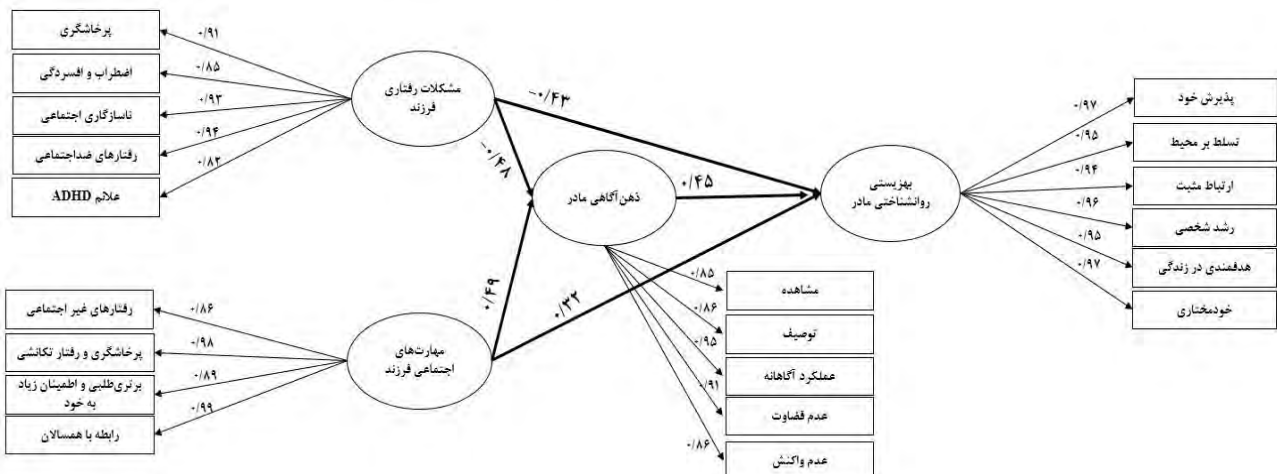 پرخاشگری
۰/۹۱
اضطراب و افسردگی
۰/۸۵
ناسازگاری اجتماعی
۰/۹۳
رفتارهای ضداجتماعی
۰/۹۴
علائم ADHD
۰/۸۲
مشکلات رفتاری
فرزند
-۰/۴۳
-۰/۴۸
ذهن‌آگاهی مادر
۰/۴۵
بهزیستی
روانشناختی مادر
۰/۹۷
پذیرش خود
۰/۹۵
تسلط بر محیط
۰/۹۴
ارتباط مثبت
۰/۹۶
رشد شخصی
۰/۹۵
هدفمندی در زندگی
۰/۹۷
خودمختاری
رفتارهای غیر اجتماعی
۰/۸۶
پرخاشگری و رفتار تکانشی
۰/۹۸
برتری‌طلبی و اطمینان زیاد
به خود
۰/۸۹
رابطه با همسالان
۰/۹۹
مهارت‌های
اجتماعی فرزند
۰/۴۹
۰/۳۲
۰/۸۵
مشاهده
۰/۸۶
توصیف
۰/۹۵
عملکرد آگاهانه
۰/۹۱
عدم قضاوت
۰/۸۶
عدم واکنش